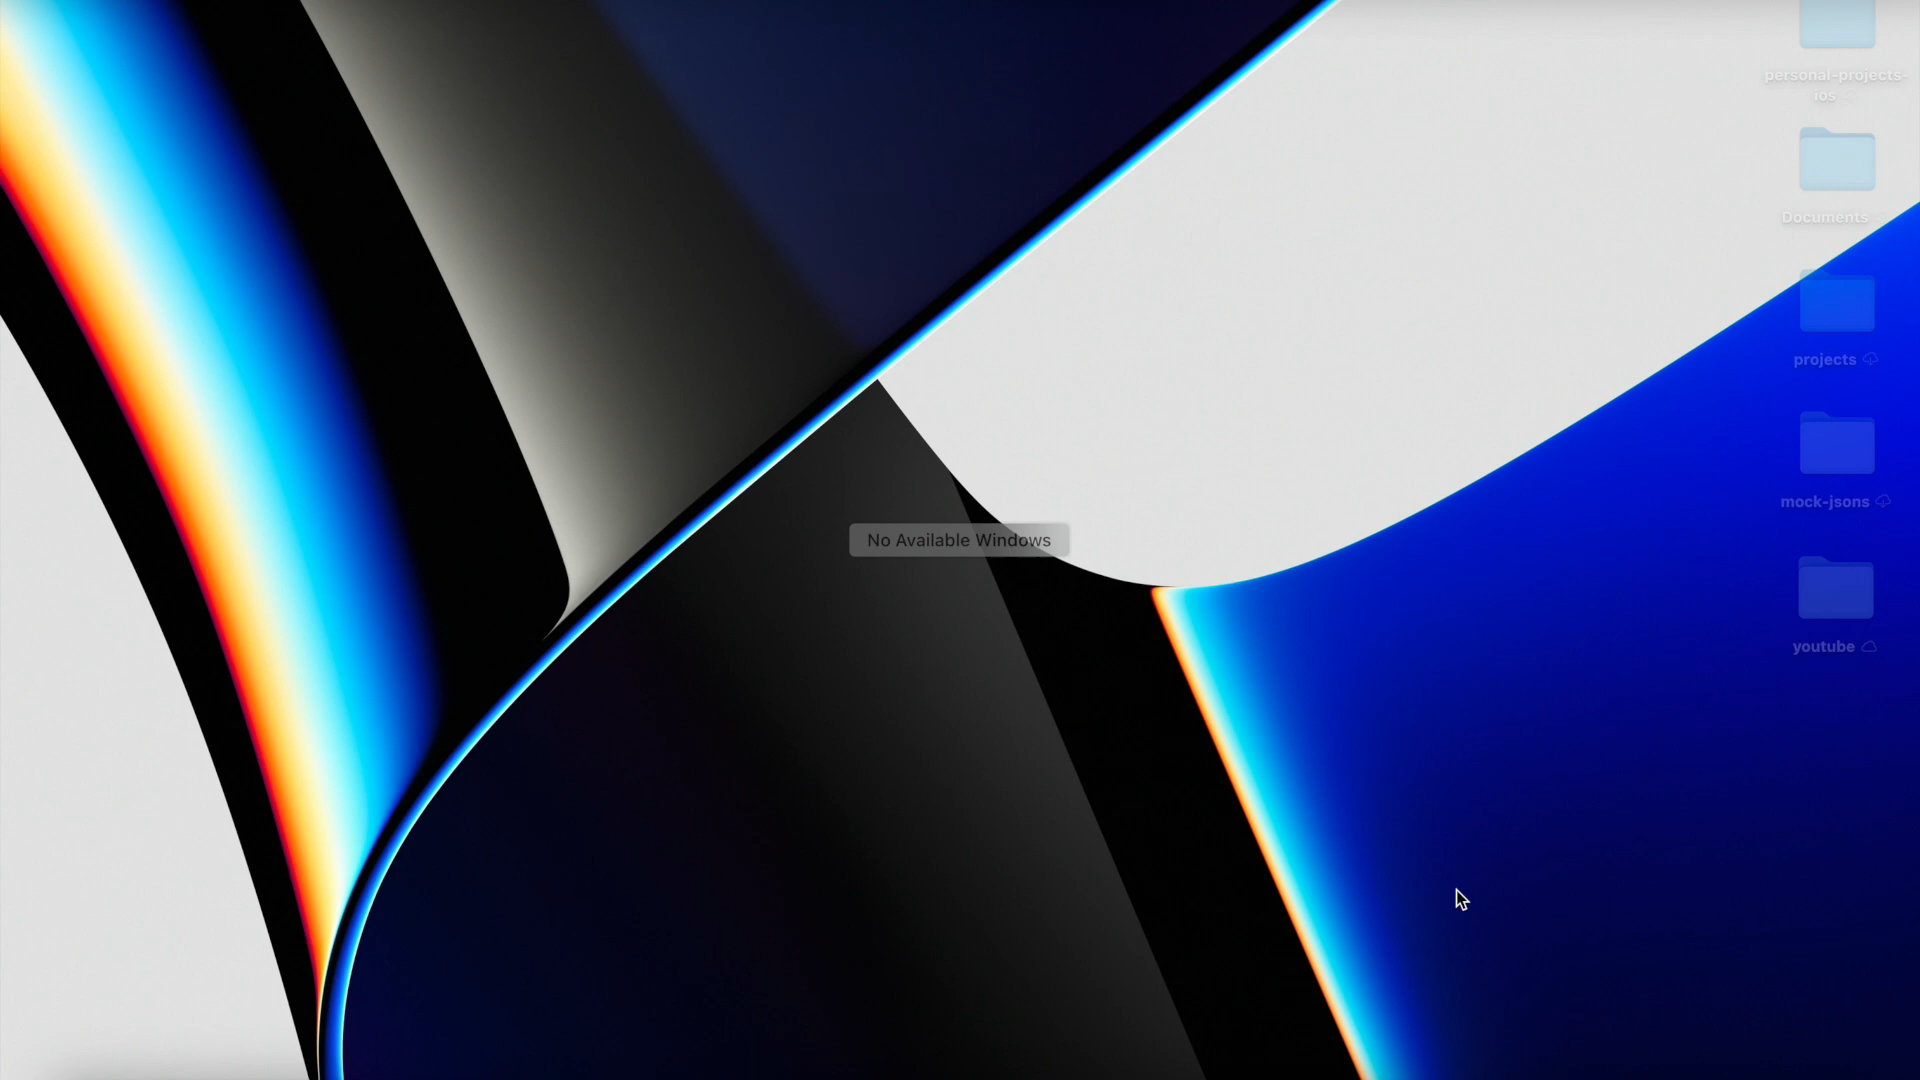 personal-projects-
ios
Documents
projects
mock-jsons
No Available Windows
youtube